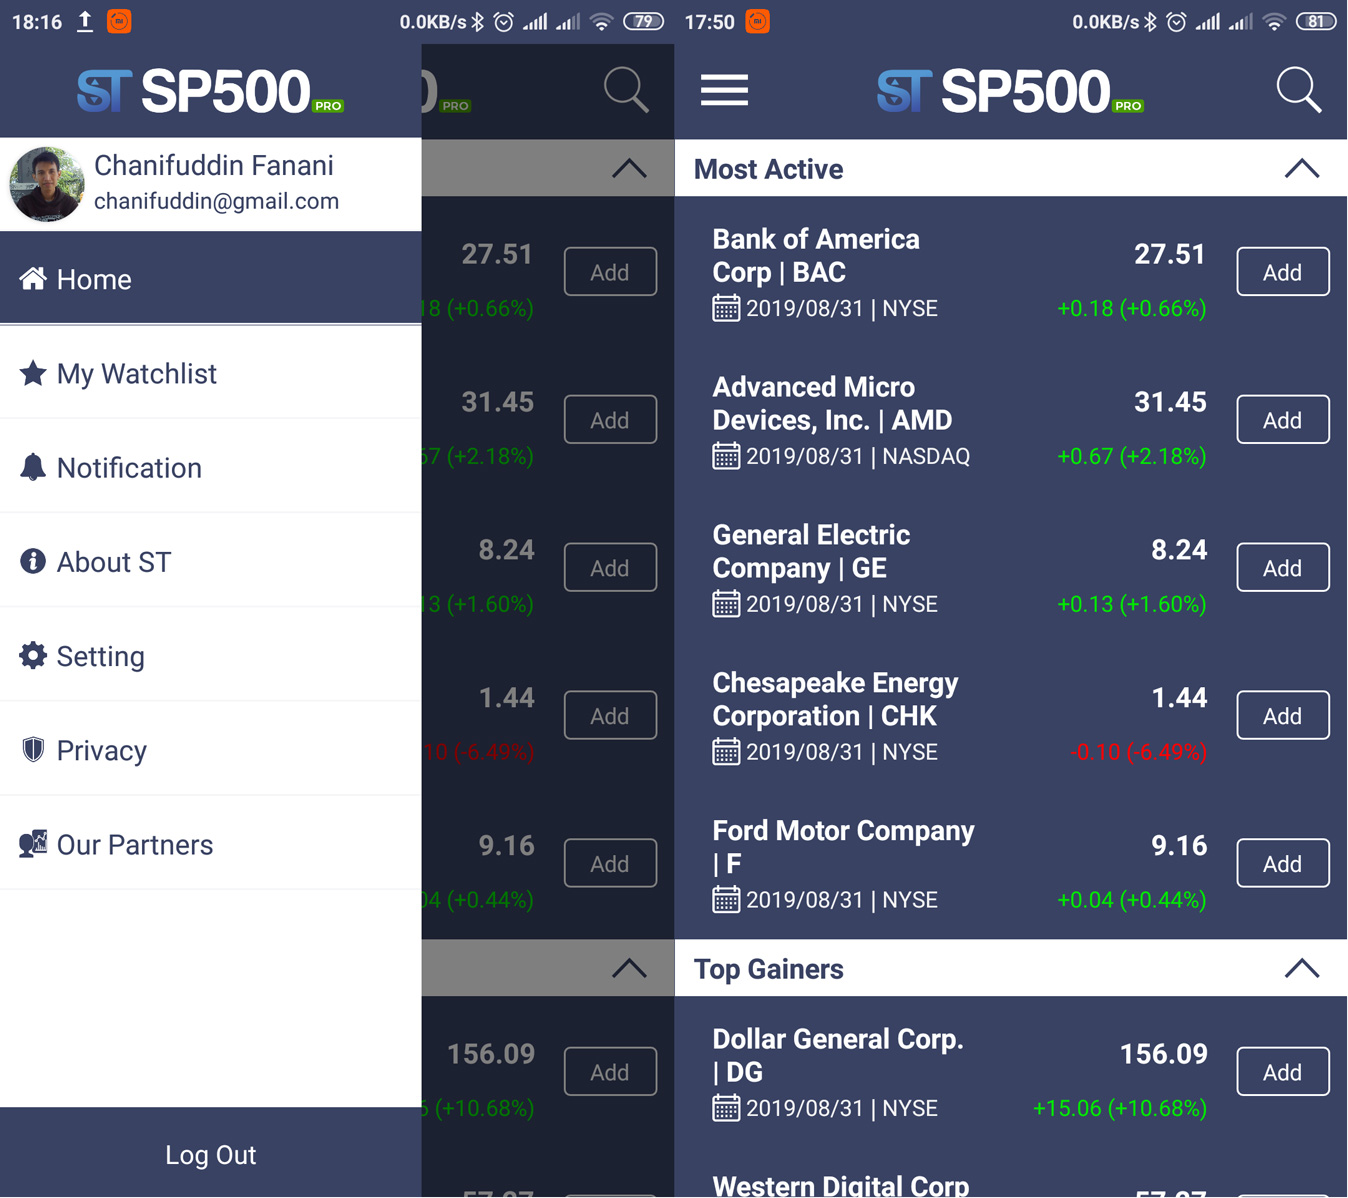 18:16
0.0KB/s
79
ST SP500 PRO
Chanifuddin Fanani
chanifuddin@gmail.com
Home
My Watchlist
Notification
About ST
Setting
Privacy
Our Partners
Log Out
0 PRO
27.51
Add
18 (+0.66%)
31.45
Add
67 (+2.18%)
8.24
Add
13 (+1.60%)
1.44
Add
10 (-6.49%)
9.16
Add
04 (+0.44%)
156.09
Add
6 (+10.68%)
17:50
0.0KB/s
81
ST SP500 PRO
Most Active
Bank of America
Corp | BAC
2019/08/31 | NYSE
27.51
+0.18 (+0.66%)
Add
Advanced Micro
Devices, Inc. | AMD
2019/08/31 | NASDAQ
31.45
+0.67 (+2.18%)
Add
General Electric
Company | GE
2019/08/31 | NYSE
8.24
+0.13 (+1.60%)
Add
Chesapeake Energy
Corporation | CHK
2019/08/31 | NYSE
1.44
-0.10 (-6.49%)
Add
Ford Motor Company
| F
2019/08/31 | NYSE
9.16
+0.04 (+0.44%)
Add
Top Gainers
Dollar General Corp.
| DG
2019/08/31 | NYSE
156.09
+15.06 (+10.68%)
Add
Western Digital Corp